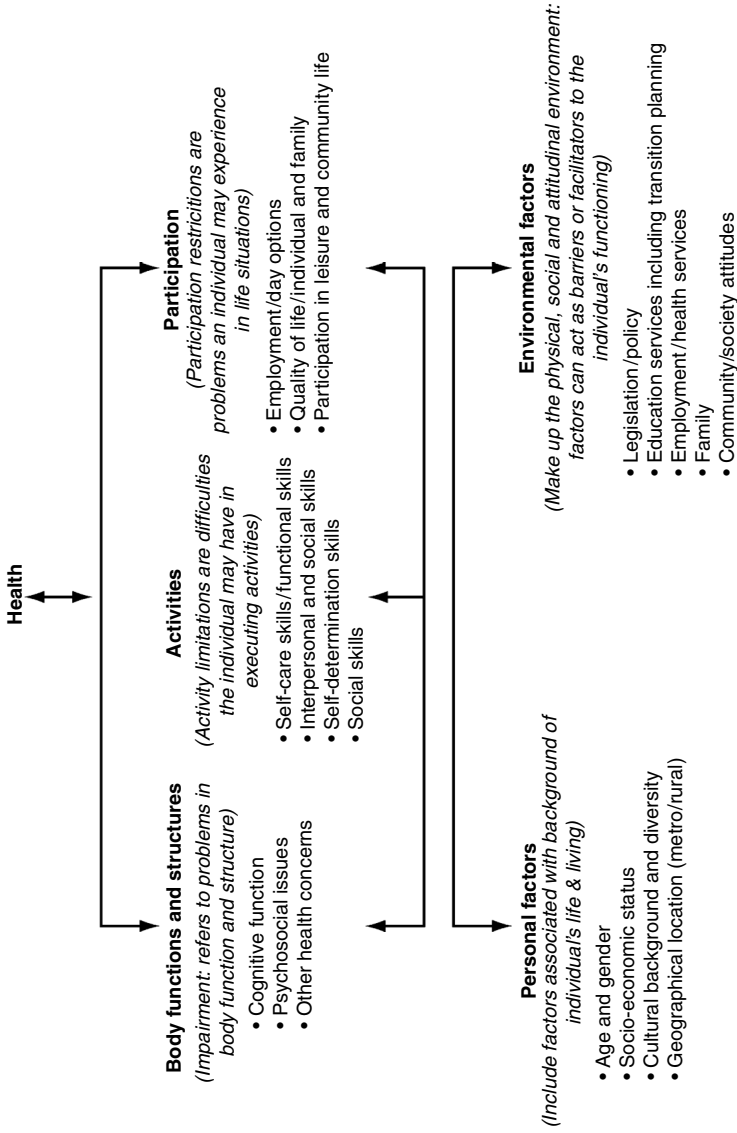 Health
Body functions and structures
(Impairment: refers to problems in
body function and structure)
• Cognitive function
• Psychosocial issues
• Other health concerns
Activities
(Activity limitations are difficulties
the individual may have in
executing activities)
• Self-care skills/functional skills
• Interpersonal and social skills
• Self-determination skills
• Social skills
Participation
(Participation restricitions are
problems an individual may experience
in life situations)
• Employment/day options
• Quality of life/individual and family
• Participation in leisure and community life
Personal factors
(Include factors associated with background of
individual's life & living)
• Age and gender
• Socio-economic status
• Cultural background and diversity
• Geographical location (metro/rural)
Environmental factors
(Make up the physical, social and attitudinal environment:
factors can act as barriers or facilitators to the
individual's functioning)
• Legislation/policy
• Education services including transition planning
• Employment/health services
• Family
• Community/society attitudes